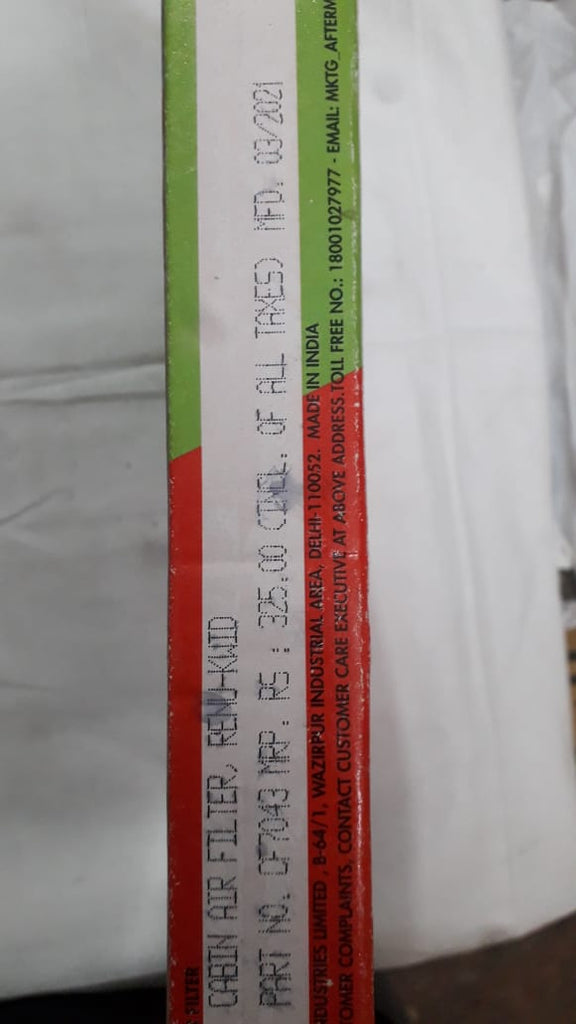 FILTER
CABIN AIR FILTER, RENU-KWID
PART NO. CF7043 MRP. RS : 325.00 (INCL. OF ALL TAXES) MFD. 03/2021
DUSTRIES LIMITED , B-64/1, WAZIRPUR INDUSTRIAL AREA, DELHI-110052. MADE IN INDIA
OMER COMPLAINTS, CONTACT CUSTOMER CARE EXECUTIVE AT ABOVE ADDRESS.TOLL FREE NO.: 18001027977 - EMAIL: MKTG_AFTERM